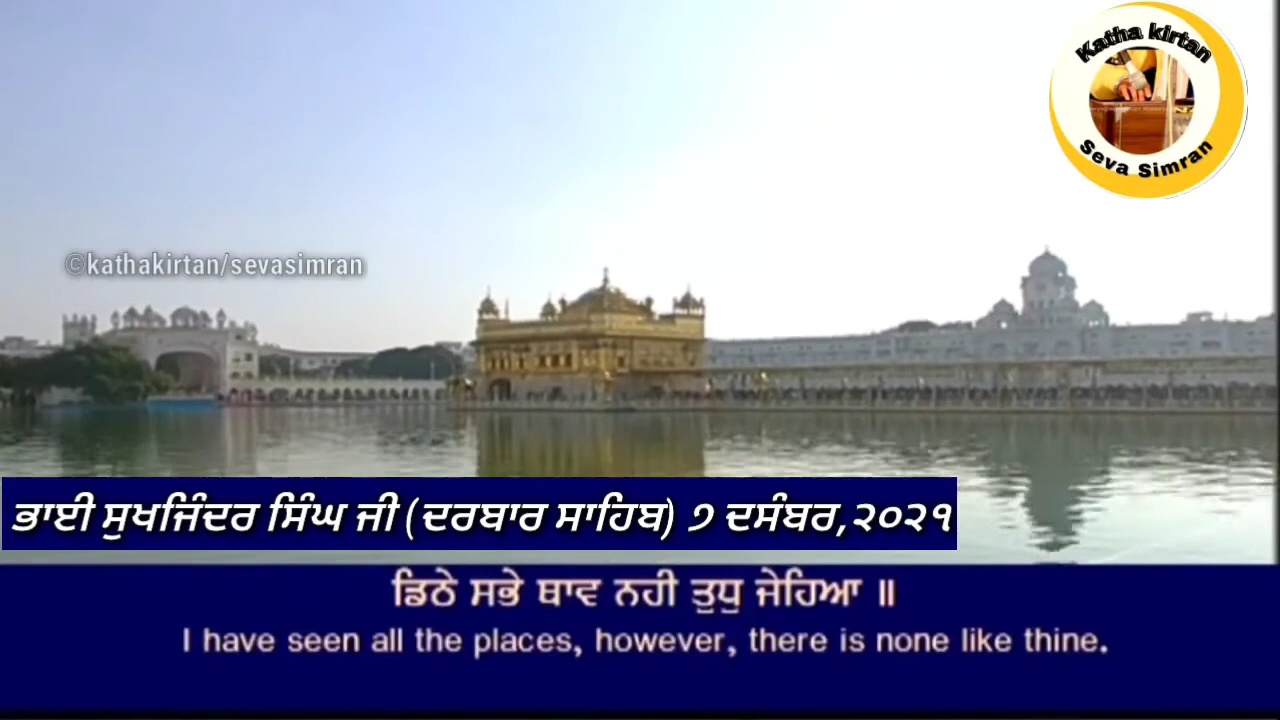 Katha kirtan
Seva Simran
©kathakirtan/sevasimran
ਭਾਈ ਸੁਖਜਿੰਦਰ ਸਿੰਘ ਜੀ (ਦਰਬਾਰ ਸਾਹਿਬ) ੭ ਦਸੰਬਰ,੨੦੨੧
ਡਿਠੇ ਸਭੇ ਥਾਵ ਨਹੀ ਤੁਧੁ ਜੇਹਿਆ ॥
I have seen all the places, however, there is none like thine.